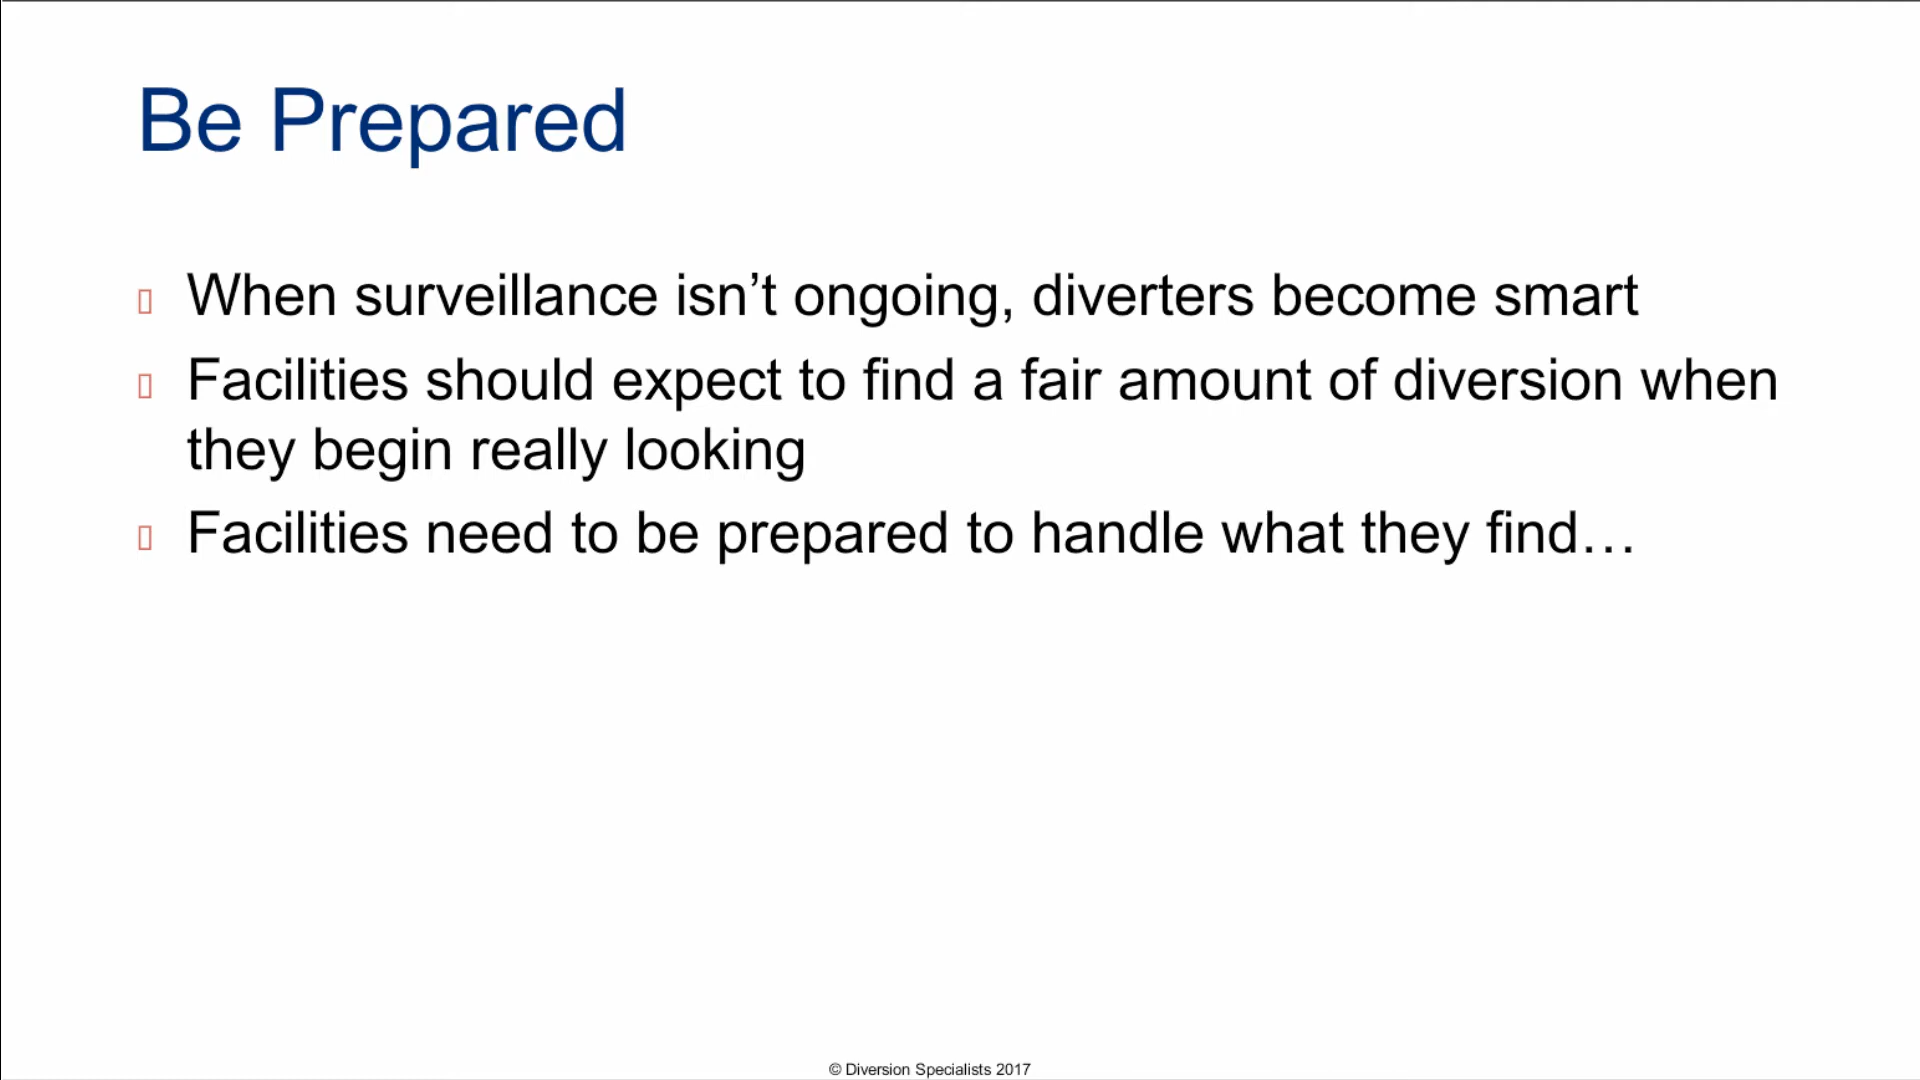 Be Prepared
When surveillance isn’t ongoing, diverters become smart
Facilities should expect to find a fair amount of diversion when
they begin really looking
Facilities need to be prepared to handle what they find…
© Diversion Specialists 2017